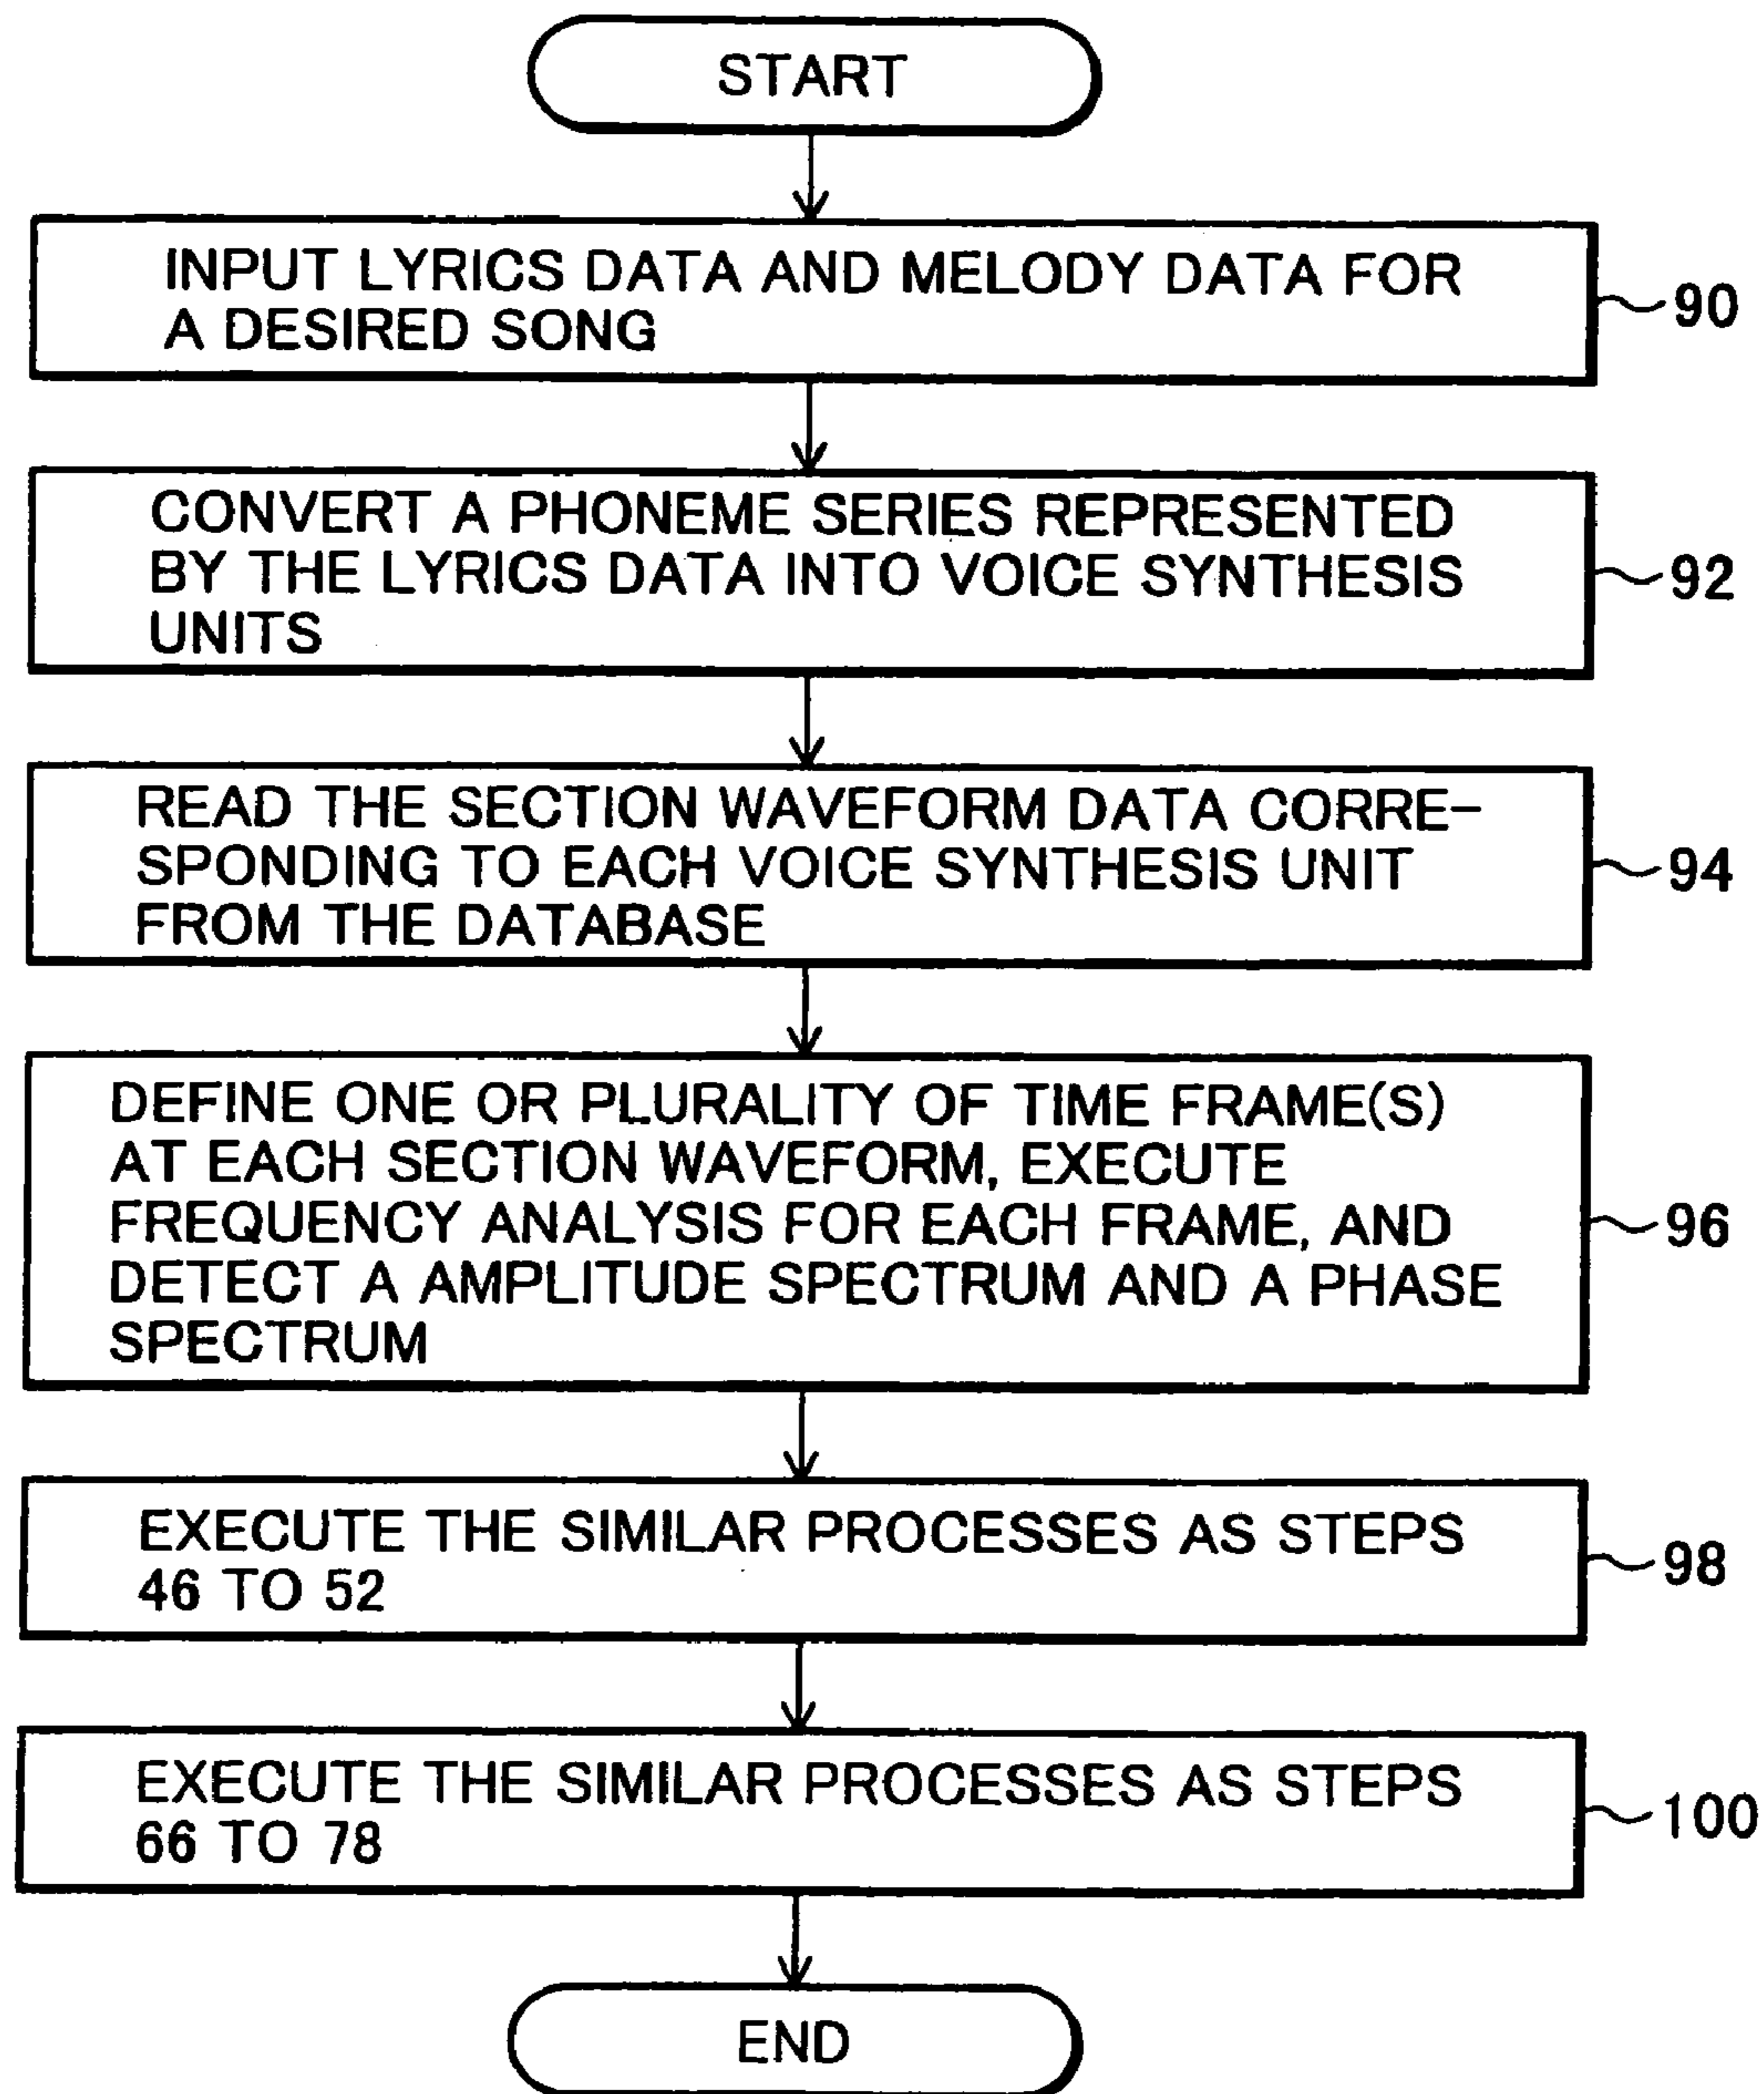 START
INPUT LYRICS DATA AND MELODY DATA FOR
A DESIRED SONG
90
CONVERT A PHONEME SERIES REPRESENTED
BY THE LYRICS DATA INTO VOICE SYNTHESIS
UNITS
92
READ THE SECTION WAVEFORM DATA CORRE-
SPONDING TO EACH VOICE SYNTHESIS UNIT
FROM THE DATABASE
94
DEFINE ONE OR PLURALITY OF TIME FRAME(S)
AT EACH SECTION WAVEFORM, EXECUTE
FREQUENCY ANALYSIS FOR EACH FRAME, AND
DETECT A AMPLITUDE SPECTRUM AND A PHASE
SPECTRUM
96
EXECUTE THE SIMILAR PROCESSES AS STEPS
46 TO 52
98
EXECUTE THE SIMILAR PROCESSES AS STEPS
66 TO 78
100
END